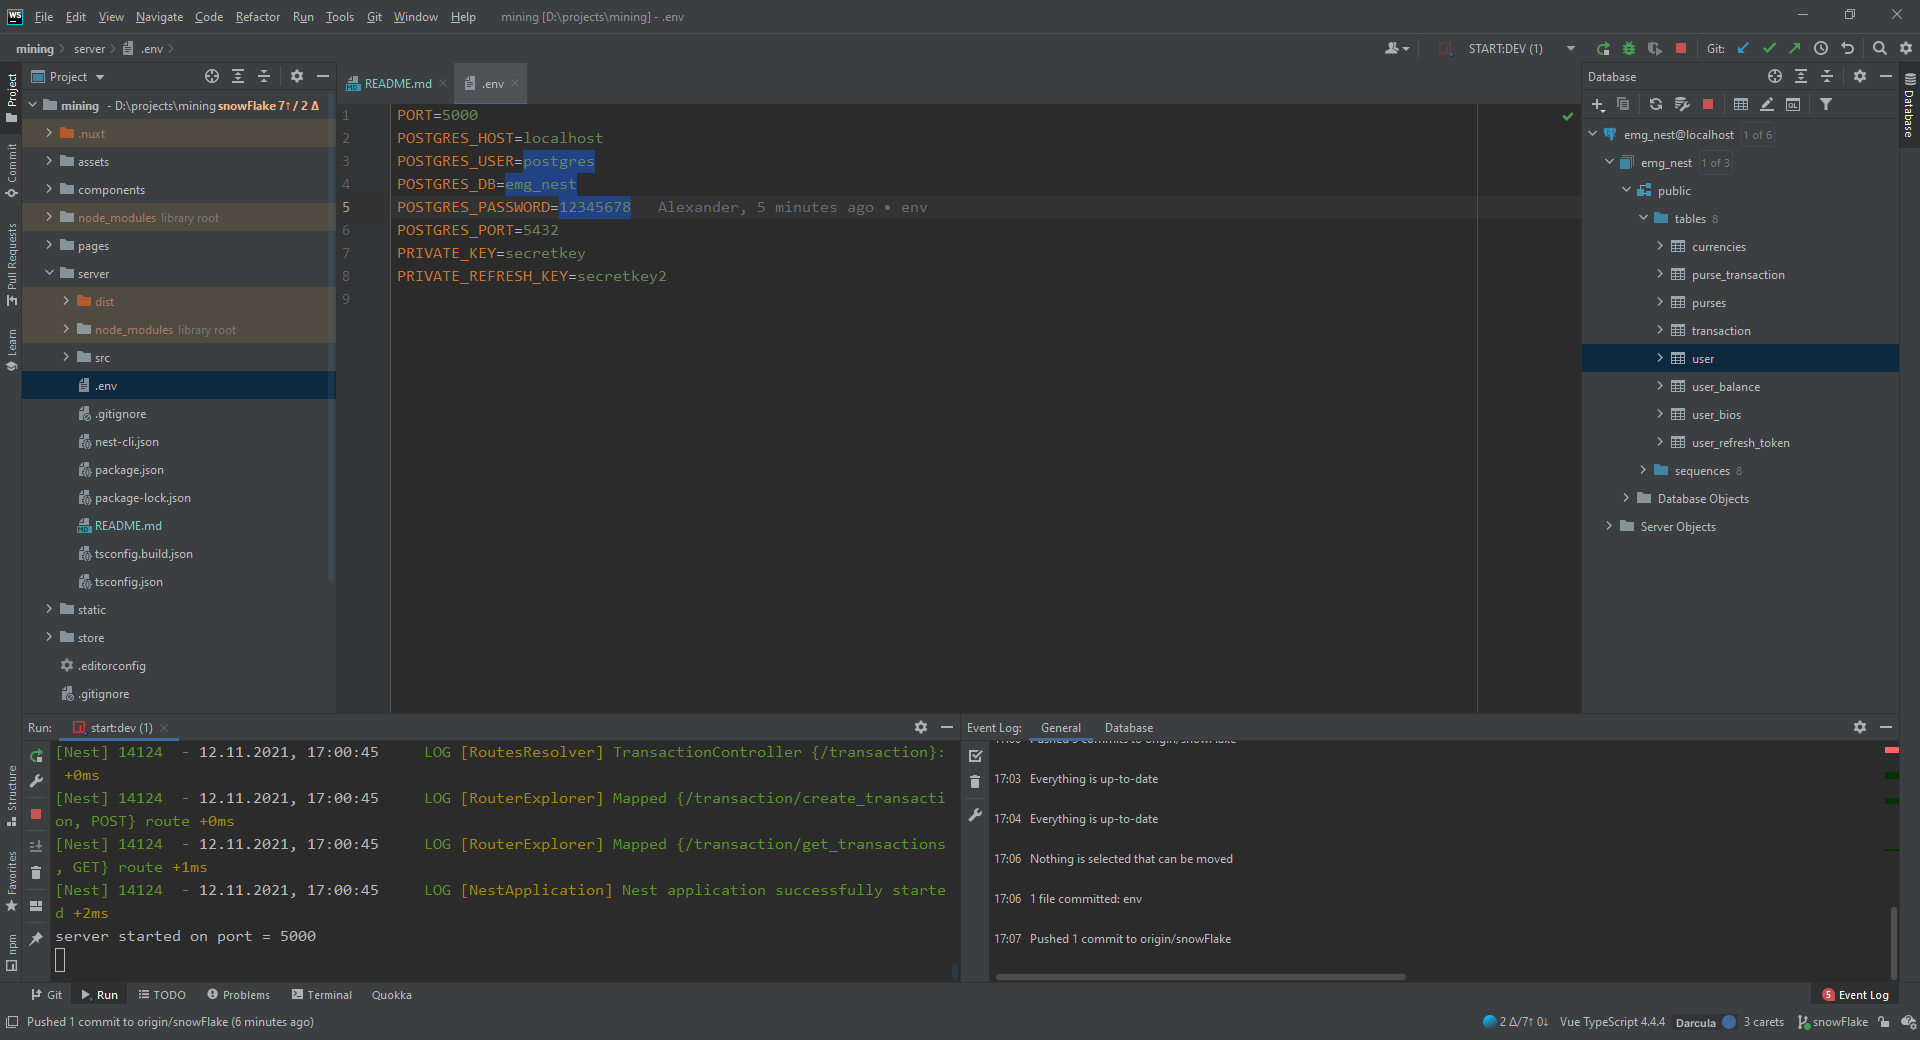 WS File Edit View Navigate Code Refactor Run Tools Git Window Help mining [D:\projects\mining] - .env
mining server .env START:DEV (1) Git:
Project
mining - D:\projects\mining snowFlake 7↑ / 2 Δ
.nuxt
assets
components
node_modules library root
pages
server
dist
node_modules library root
src
.env
.gitignore
nest-cli.json
package.json
package-lock.json
README.md
tsconfig.build.json
tsconfig.json
static
store
.editorconfig
.gitignore
Project
Commit
Pull Requests
Learn
Structure
Favorites
npm
README.md .env
1 PORT=5000
2 POSTGRES_HOST=localhost
3 POSTGRES_USER=postgres
4 POSTGRES_DB=emg_nest
5 POSTGRES_PASSWORD=12345678 Alexander, 5 minutes ago • env
6 POSTGRES_PORT=5432
7 PRIVATE_KEY=secretkey
8 PRIVATE_REFRESH_KEY=secretkey2
9
Database
emg_nest@localhost 1 of 6
emg_nest 1 of 3
public
tables 8
currencies
purse_transaction
purses
transaction
user
user_balance
user_bios
user_refresh_token
sequences 8
Database Objects
Server Objects
Database
Run: start:dev (1)
[Nest] 14124 - 12.11.2021, 17:00:45 LOG [RoutesResolver] TransactionController {/transaction}:
+0ms
[Nest] 14124 - 12.11.2021, 17:00:45 LOG [RouterExplorer] Mapped {/transaction/create_transacti
on, POST} route +0ms
[Nest] 14124 - 12.11.2021, 17:00:45 LOG [RouterExplorer] Mapped {/transaction/get_transactions
, GET} route +1ms
[Nest] 14124 - 12.11.2021, 17:00:45 LOG [NestApplication] Nest application successfully starte
d +2ms
server started on port = 5000
Event Log: General Database
Pushed 5 commits to origin/snowFlake
17:03 Everything is up-to-date
17:04 Everything is up-to-date
17:06 Nothing is selected that can be moved
17:06 1 file committed: env
17:07 Pushed 1 commit to origin/snowFlake
Git Run TODO Problems Terminal Quokka 5 Event Log
Pushed 1 commit to origin/snowFlake (6 minutes ago) 2 Δ/7↑ 0↓ Vue TypeScript 4.4.4 Darcula 3 carets snowFlake